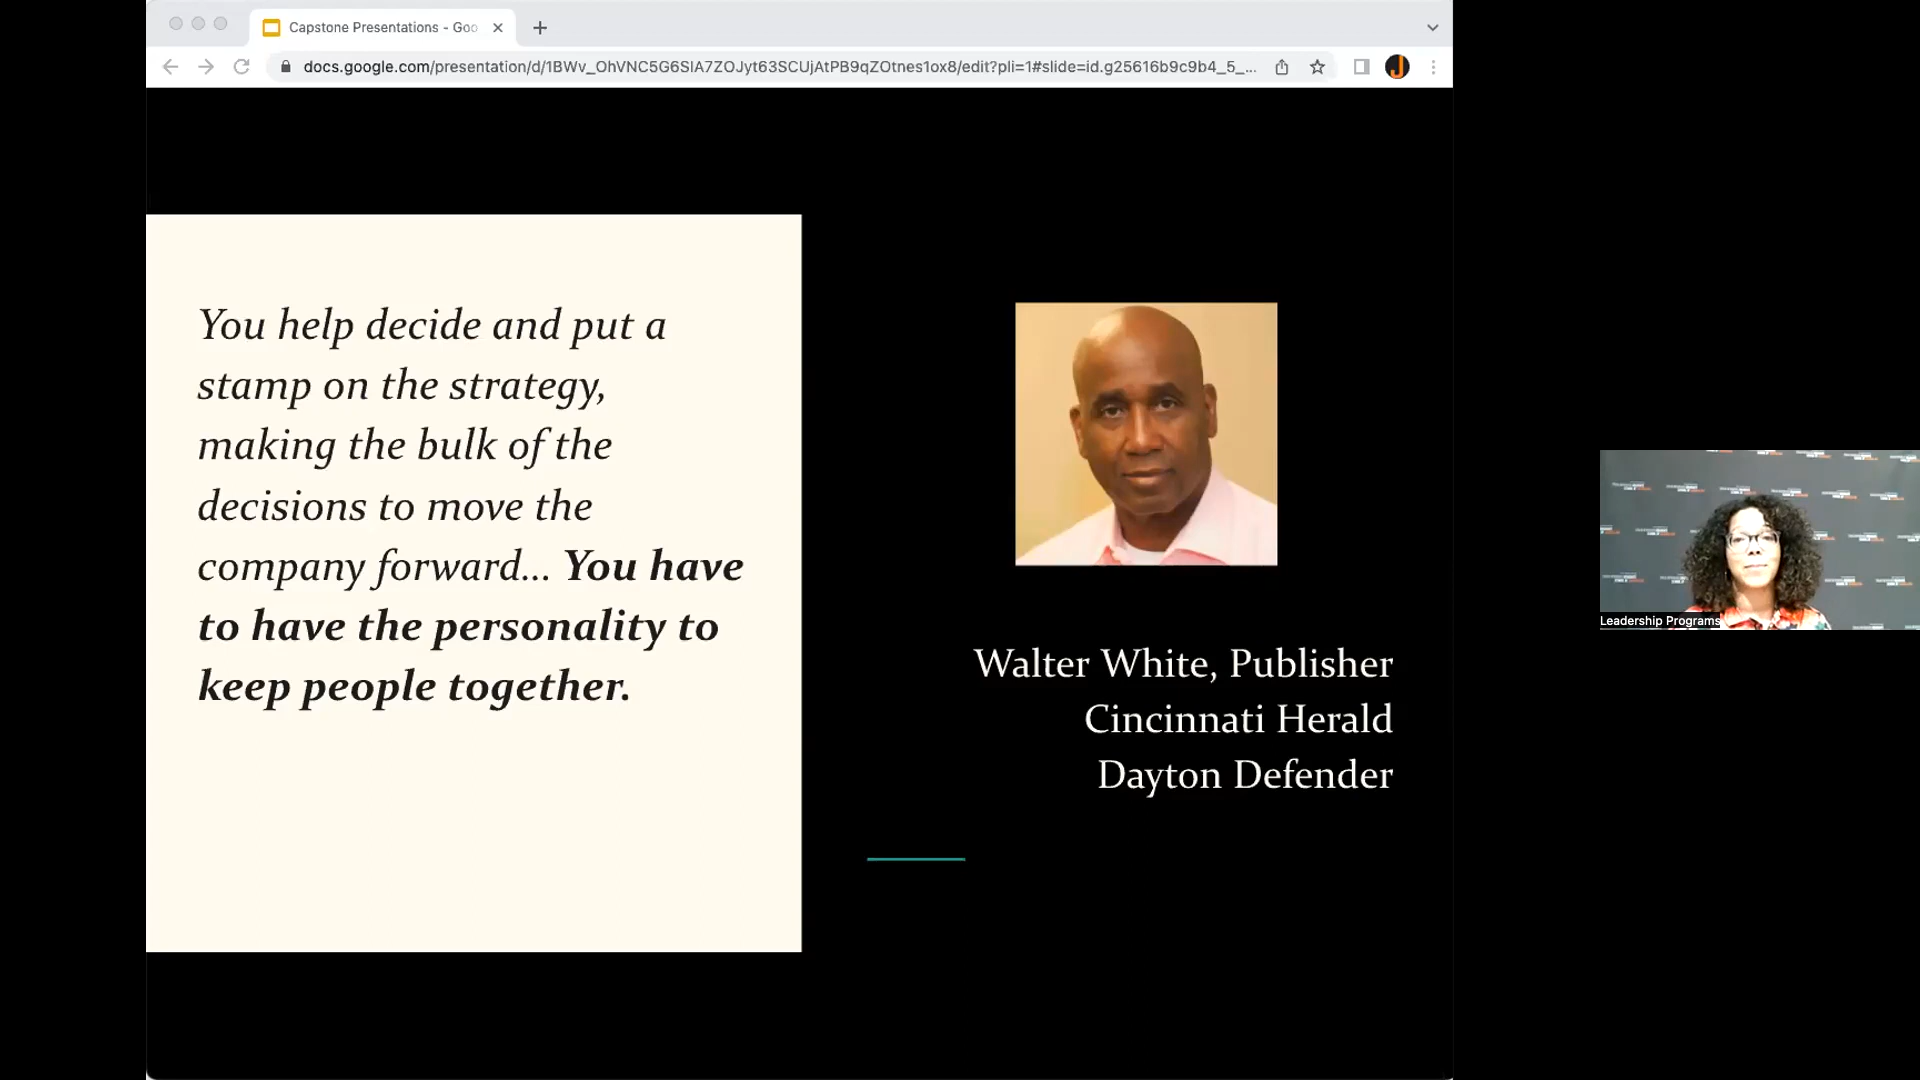 Capstone Presentations - Goo
docs.google.com/presentation/d/1BWv_OhVNC5G6SIA7ZOJyt63SCUjAtPB9qZOtnes1ox8/edit?pli=1#slide=id.g25616b9c9b4_5_...
You help decide and put a
stamp on the strategy,
making the bulk of the
decisions to move the
company forward... You have
to have the personality to
keep people together.
Walter White, Publisher
Cincinnati Herald
Dayton Defender
Leadership Programs